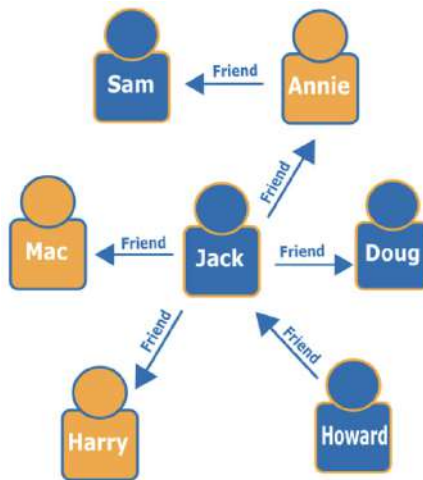 Sam
Friend
Annie
Friend
Mac
Friend
Jack
Friend
Doug
Friend
Friend
Harry
Howard